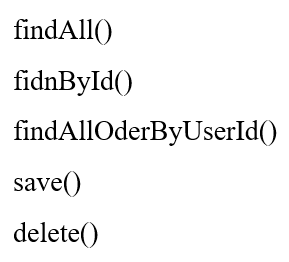 findAll()
fidnById()
findAllOderByUserId()
save()
delete()